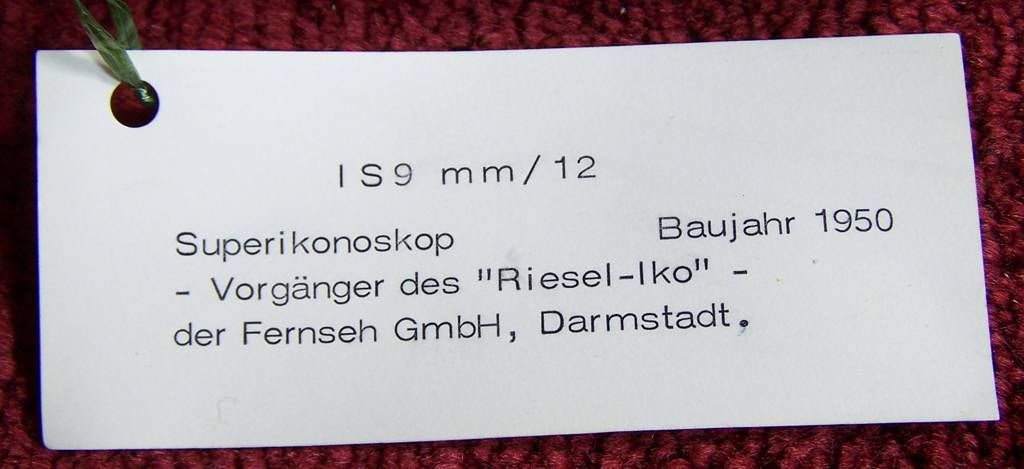 IS9 mm/12
Superikonoskop Baujahr 1950
- Vorgänger des "Riesel-Iko" -
der Fernseh GmbH, Darmstadt.